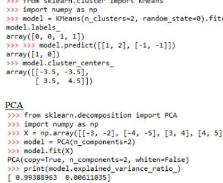 >>> from sklearn.cluster import KMeans
>>> import numpy as np
>>> model = KMeans(n_clusters=2, random_state=0).fit
model.labels_
array([0, 0, 1, 1])
>>> >>> model.predict([[1, 2], [-1, -1]])
array([1, 0])
>>> model.cluster_centers_
array([[-3.5, -3.5],
[ 3.5, 4.5]])
PCA
>>> from sklearn.decomposition import PCA
>>> import numpy as np
>>> X = np.array([[-3, -2], [-4, -5], [3, 4], [4, 5]
>>> model = PCA(n_components=2)
>>> model.fit(X)
PCA(copy=True, n_components=2, whiten=False)
>>> print(model.explained_variance_ratio_)
[ 0.99388963 0.00611035]